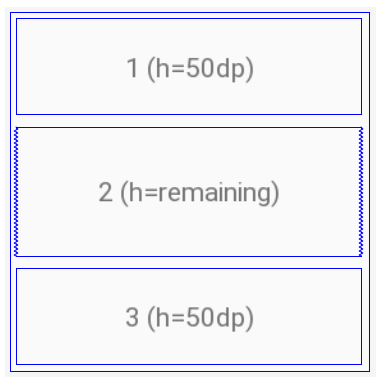 1 (h=50dp)
2 (h=remaining)
3 (h=50dp)